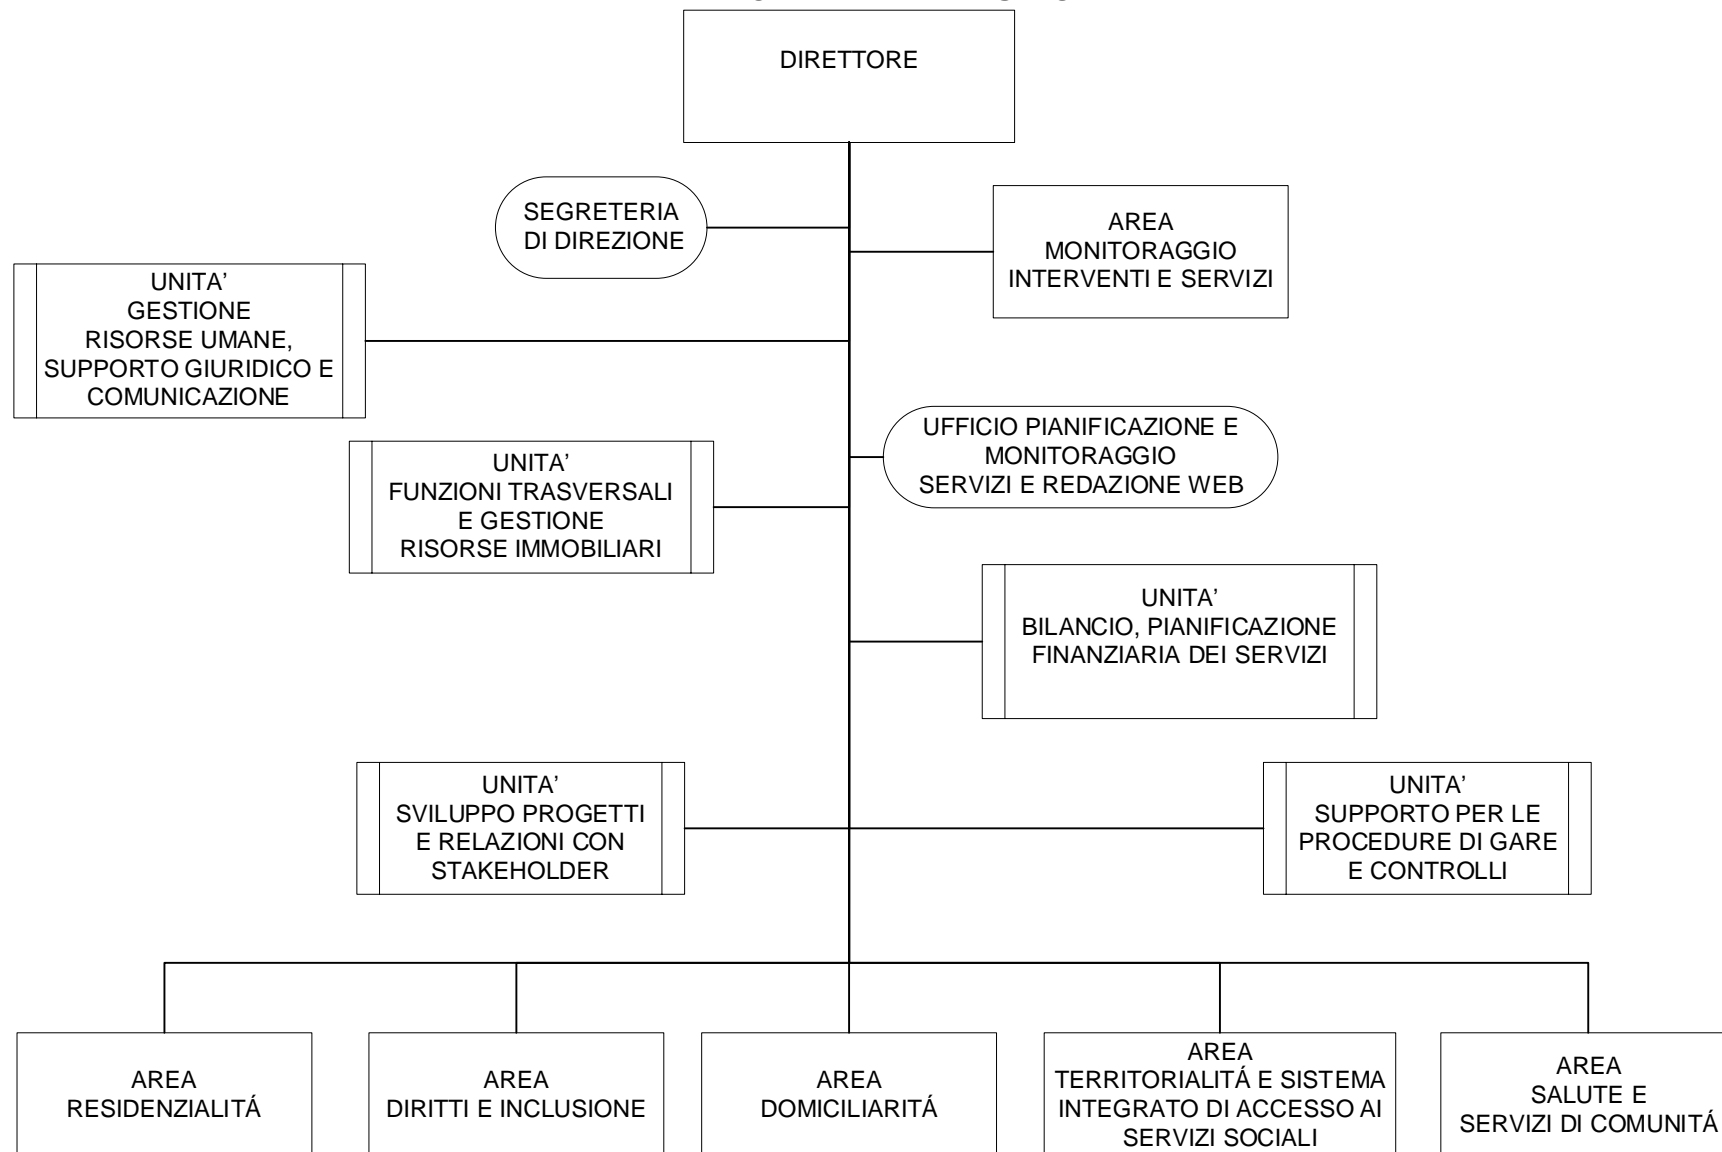 DIRETTORE
SEGRETERIA
DI DIREZIONE
AREA
MONITORAGGIO
INTERVENTI E SERVIZI
UNITA’
GESTIONE
RISORSE UMANE,
SUPPORTO GIURIDICO E
COMUNICAZIONE
UFFICIO PIANIFICAZIONE E
MONITORAGGIO
SERVIZI E REDAZIONE WEB
UNITA’
FUNZIONI TRASVERSALI
E GESTIONE
RISORSE IMMOBILIARI
UNITA’
BILANCIO, PIANIFICAZIONE
FINANZIARIA DEI SERVIZI
UNITA’
SVILUPPO PROGETTI
E RELAZIONI CON
STAKEHOLDER
UNITA’
SUPPORTO PER LE
PROCEDURE DI GARE
E CONTROLLI
AREA
RESIDENZIALITÁ
AREA
DIRITTI E INCLUSIONE
AREA
DOMICILIARITÁ
AREA
TERRITORIALITÁ E SISTEMA
INTEGRATO DI ACCESSO AI
SERVIZI SOCIALI
AREA
SALUTE E
SERVIZI DI COMUNITÁ